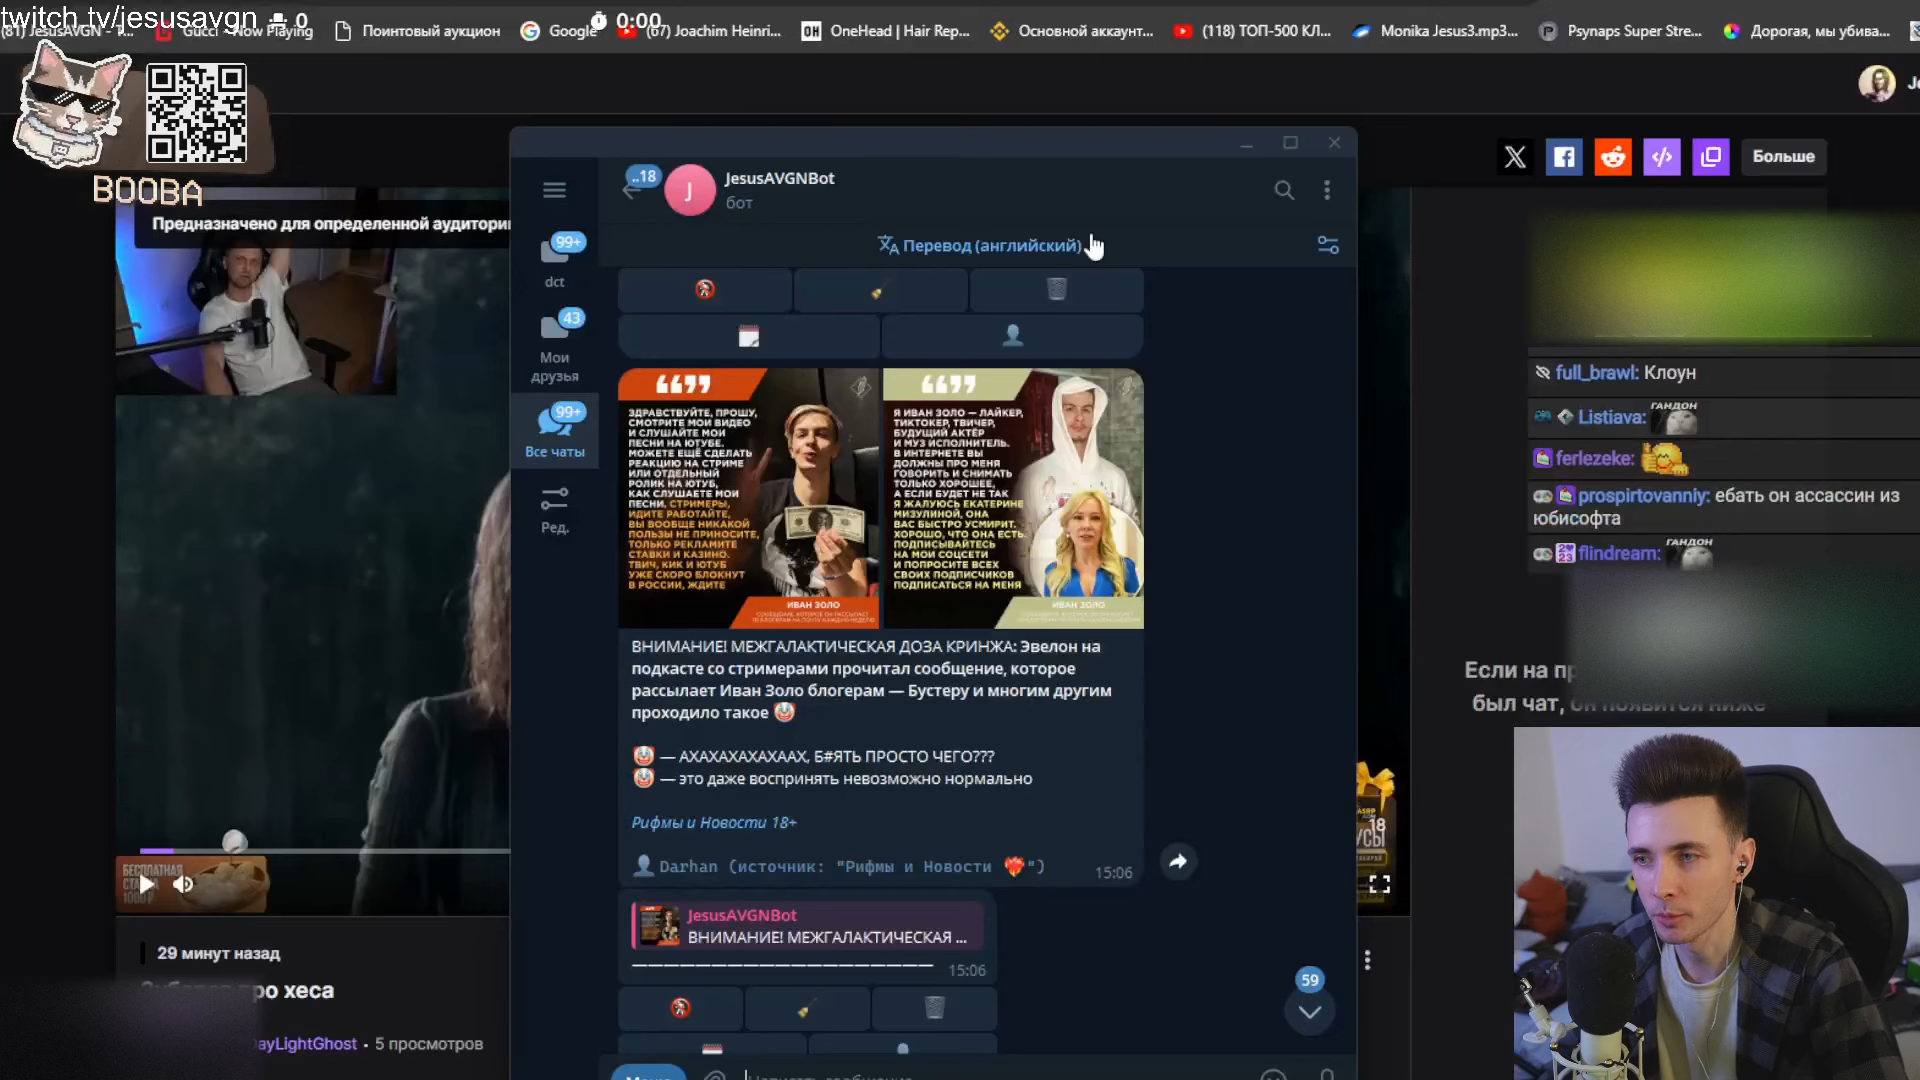 twitch.tv/jesusavgn
0
0:00
(81) JesusAVGN - T...
Gucci - Now Playing
Поинтовый аукцион
Google
(67) Joachim Heinri...
OneHead | Hair Rep...
Основной аккаунт...
(118) ТОП-500 КЛ...
Monika Jesus3.mp3...
Psynaps Super Stre...
Дорогая, мы убива...
BOOBA
Предназначено для определенной аудитории
Больше
..18
J
JesusAVGNBot
бот
Перевод (английский)
99+
dct
43
Мои
друзья
99+
Все чаты
Ред.
ЗДРАВСТВУЙТЕ, ПРОШУ,
СМОТРИТЕ МОИ ВИДЕО
И СЛУШАЙТЕ МОИ
ПЕСНИ НА ЮТУБЕ.
МОЖЕТЕ ЕЩЁ СДЕЛАТЬ
РЕАКЦИЮ НА СТРИМЕ
ИЛИ ОТДЕЛЬНЫЙ
РОЛИК НА ЮТУБ,
КАК СЛУШАЕТЕ МОИ
ПЕСНИ. СТРИМЕРЫ,
ИДИТЕ РАБОТАЙТЕ,
ВЫ ВООБЩЕ НИКАКОЙ
ПОЛЬЗЫ НЕ ПРИНОСИТЕ,
ТОЛЬКО РЕКЛАМИТЕ
СТАВКИ И КАЗИНО.
ТВИЧ, КИК И ЮТУБ
УЖЕ СКОРО БЛОКНУТ
В РОССИИ, ЖДИТЕ
ИВАН ЗОЛО
Я ИВАН ЗОЛО — ЛАЙКЕР,
ТИКТОКЕР, ТВИЧЕР,
БУДУЩИЙ АКТЁР
И МУЗ ИСПОЛНИТЕЛЬ.
В ИНТЕРНЕТЕ ВЫ
ДОЛЖНЫ ПРО МЕНЯ
ГОВОРИТЬ И СНИМАТЬ
ТОЛЬКО ХОРОШЕЕ,
А ЕСЛИ БУДЕТ НЕ ТАК
Я ЖАЛУЮСЬ ЕКАТЕРИНЕ
МИЗУЛИНОЙ, ОНА
ВАС БЫСТРО УСМИРИТ.
ХОРОШО, ЧТО ОНА ЕСТЬ.
ПОДПИСЫВАЙТЕСЬ
НА МОИ СОЦСЕТИ
И ПОПРОСИТЕ ВСЕХ
СВОИХ ПОДПИСЧИКОВ
ПОДПИСАТЬСЯ НА МЕНЯ
ИВАН ЗОЛО
ВНИМАНИЕ! МЕЖГАЛАКТИЧЕСКАЯ ДОЗА КРИНЖА: Эвелон на
подкасте со стримерами прочитал сообщение, которое
рассылает Иван Золо блогерам — Бустеру и многим другим
проходило такое 🤡
🤡 — АХАХАХАХАХААХ, Б#ЯТЬ ПРОСТО ЧЕГО???
🤡 — это даже воспринять невозможно нормально
Рифмы и Новости 18+
Darhan (источник: "Рифмы и Новости ❤️‍🔥")
15:06
JesusAVGNBot
ВНИМАНИЕ! МЕЖГАЛАКТИЧЕСКАЯ ...
15:06
59
full_brawl: Клоун
Listiava: ГАНДОН
ferlezeke:
prospirtovanniy: ебать он ассассин из
юбисофта
flindream: ГАНДОН
Если на
был чат, он появится ниже
БЕСПЛАТНАЯ
1000₽
18
29 минут назад
про хеса
ayLightGhost • 5 просмотров